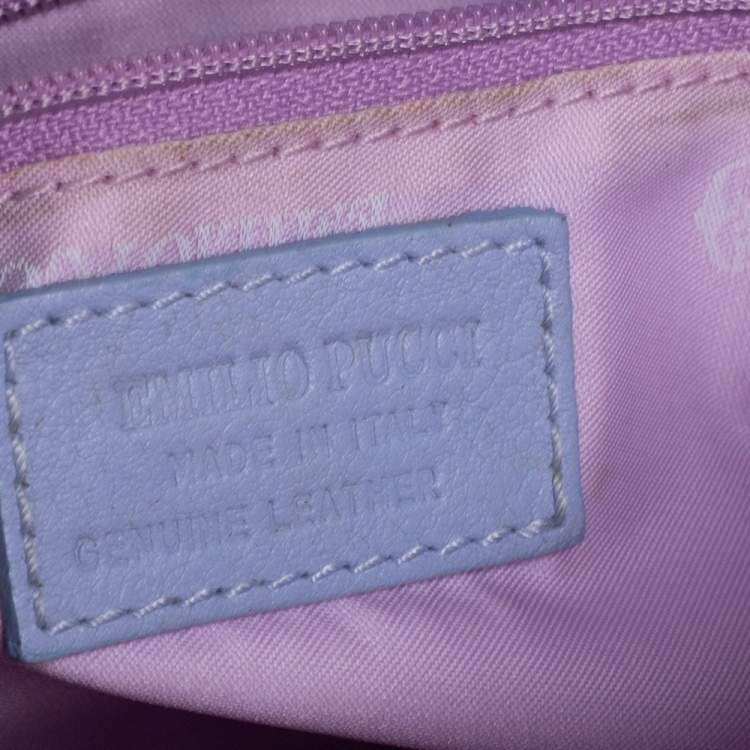 EMILIO PUCCI
MADE IN ITALY
GENUINE LEATHER